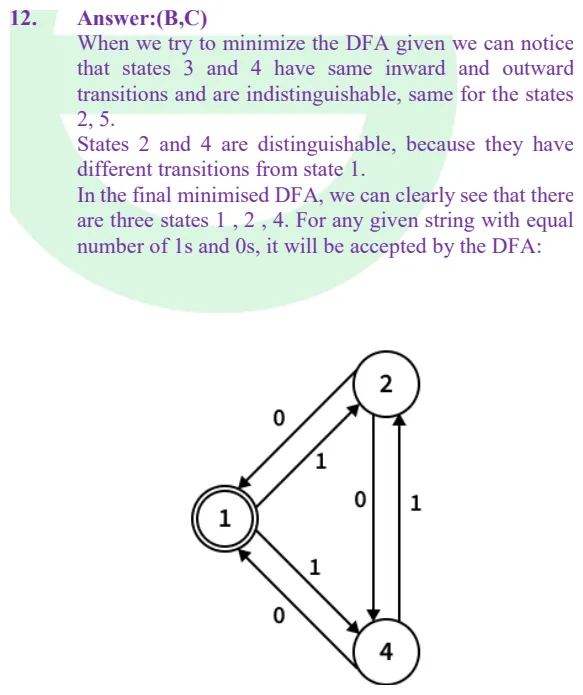 12. Answer:(B,C)
When we try to minimize the DFA given we can notice
that states 3 and 4 have same inward and outward
transitions and are indistinguishable, same for the states
2, 5.
States 2 and 4 are distinguishable, because they have
different transitions from state 1.
In the final minimised DFA, we can clearly see that there
are three states 1 , 2 , 4. For any given string with equal
number of 1s and 0s, it will be accepted by the DFA:
2
0
1
0
1
1
1
0
4